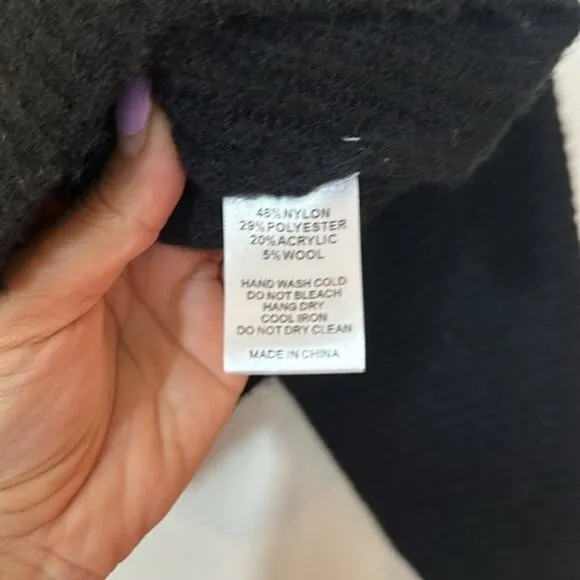 46% NYLON
29% POLYESTER
20% ACRYLIC
5% WOOL
HAND WASH COLD
DO NOT BLEACH
HANG DRY
COOL IRON
DO NOT DRY CLEAN
MADE IN CHINA